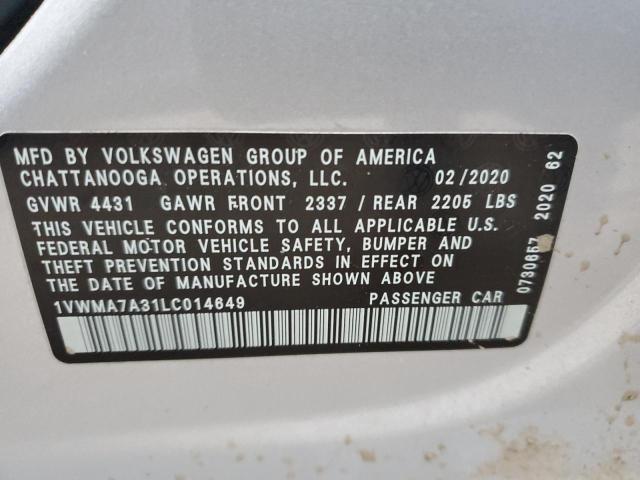 MFD BY VOLKSWAGEN GROUP OF AMERICA
CHATTANOOGA OPERATIONS, LLC. 02/2020
GVWR 4431 GAWR FRONT 2337 / REAR 2205 LBS
THIS VEHICLE CONFORMS TO ALL APPLICABLE U.S.
FEDERAL MOTOR VEHICLE SAFETY, BUMPER AND
THEFT PREVENTION STANDARDS IN EFFECT ON
THE DATE OF MANUFACTURE SHOWN ABOVE
1VWMA7A31LC014649 PASSENGER CAR
0730657 2020 62